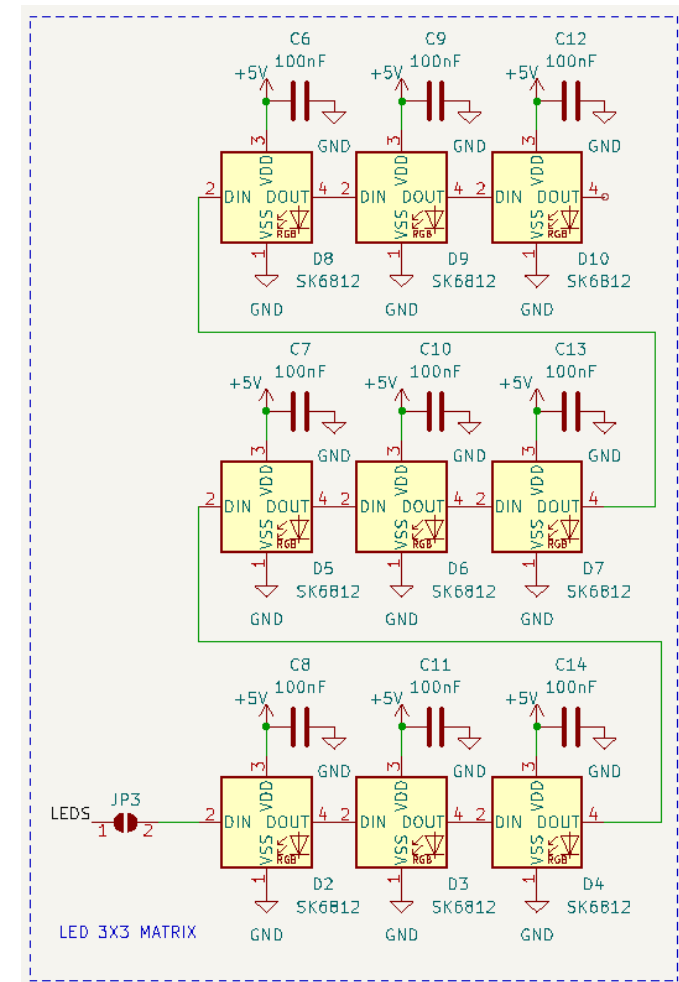 C6 C9 C12
100nF 100nF 100nF
+5V +5V +5V
GND GND GND
3 3 3
VDD VDD VDD
2 DIN DOUT 4 2 DIN DOUT 4 2 DIN DOUT 4
VSS VSS VSS
RGB RGB RGB
1 1 1
D8 D9 D10
SK6812 SK6812 SK6812
GND GND GND
C7 C10 C13
100nF 100nF 100nF
+5V +5V +5V
GND GND GND
3 3 3
VDD VDD VDD
2 DIN DOUT 4 2 DIN DOUT 4 2 DIN DOUT 4
VSS VSS VSS
RGB RGB RGB
1 1 1
D5 D6 D7
SK6812 SK6812 SK6812
GND GND GND
C8 C11 C14
100nF 100nF 100nF
+5V +5V +5V
GND GND GND
3 3 3
VDD VDD VDD
JP3
LEDS 1 2 2 DIN DOUT 4 2 DIN DOUT 4 2 DIN DOUT 4
VSS VSS VSS
RGB RGB RGB
1 1 1
D2 D3 D4
SK6812 SK6812 SK6812
LED 3X3 MATRIX
GND GND GND